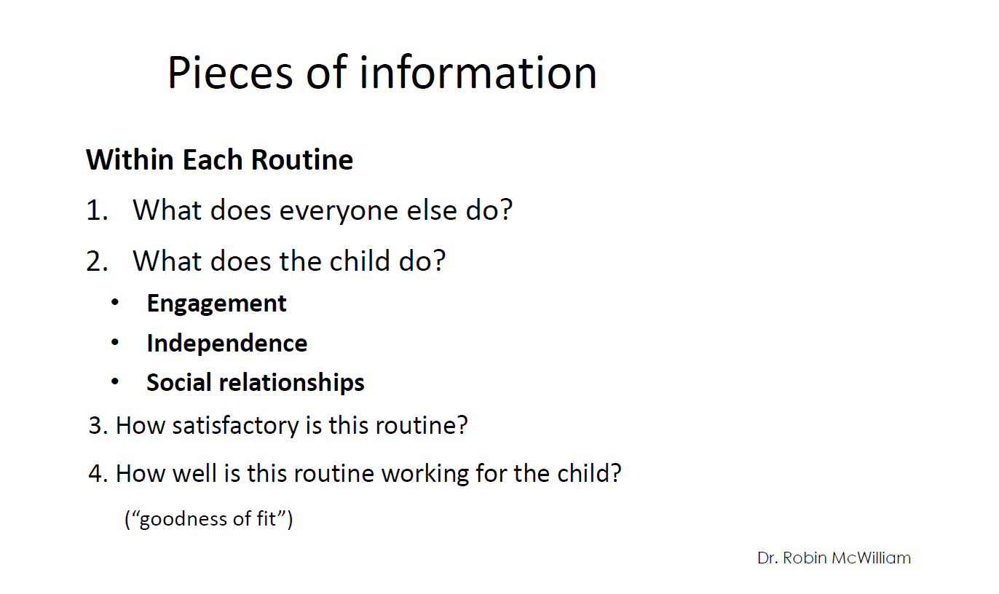 Pieces of information
Within Each Routine
1. What does everyone else do?
2. What does the child do?
• Engagement
• Independence
• Social relationships
3. How satisfactory is this routine?
4. How well is this routine working for the child?
(“goodness of fit”)
Dr. Robin McWilliam